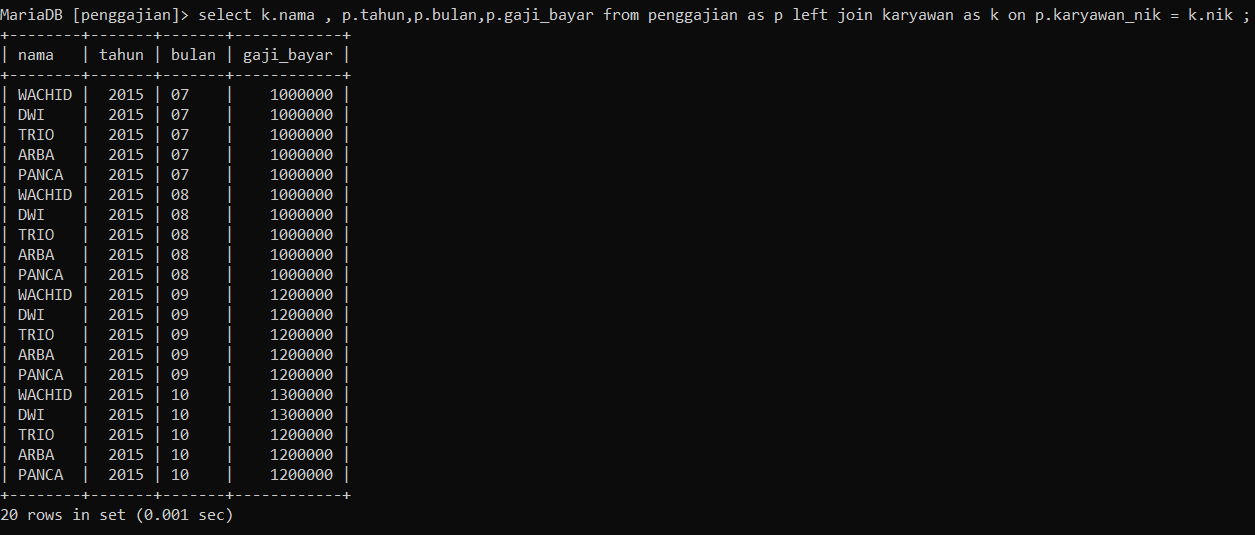 MariaDB [penggajian]> select k.nama , p.tahun,p.bulan,p.gaji_bayar from penggajian as p left join karyawan as k on p.karyawan_nik = k.nik ;
+--------+-------+-------+------------+
| nama   | tahun | bulan | gaji_bayar |
+--------+-------+-------+------------+
| WACHID |  2015 | 07    |    1000000 |
| DWI    |  2015 | 07    |    1000000 |
| TRIO   |  2015 | 07    |    1000000 |
| ARBA   |  2015 | 07    |    1000000 |
| PANCA  |  2015 | 07    |    1000000 |
| WACHID |  2015 | 08    |    1000000 |
| DWI    |  2015 | 08    |    1000000 |
| TRIO   |  2015 | 08    |    1000000 |
| ARBA   |  2015 | 08    |    1000000 |
| PANCA  |  2015 | 08    |    1000000 |
| WACHID |  2015 | 09    |    1200000 |
| DWI    |  2015 | 09    |    1200000 |
| TRIO   |  2015 | 09    |    1200000 |
| ARBA   |  2015 | 09    |    1200000 |
| PANCA  |  2015 | 09    |    1200000 |
| WACHID |  2015 | 10    |    1300000 |
| DWI    |  2015 | 10    |    1300000 |
| TRIO   |  2015 | 10    |    1200000 |
| ARBA   |  2015 | 10    |    1200000 |
| PANCA  |  2015 | 10    |    1200000 |
+--------+-------+-------+------------+
20 rows in set (0.001 sec)